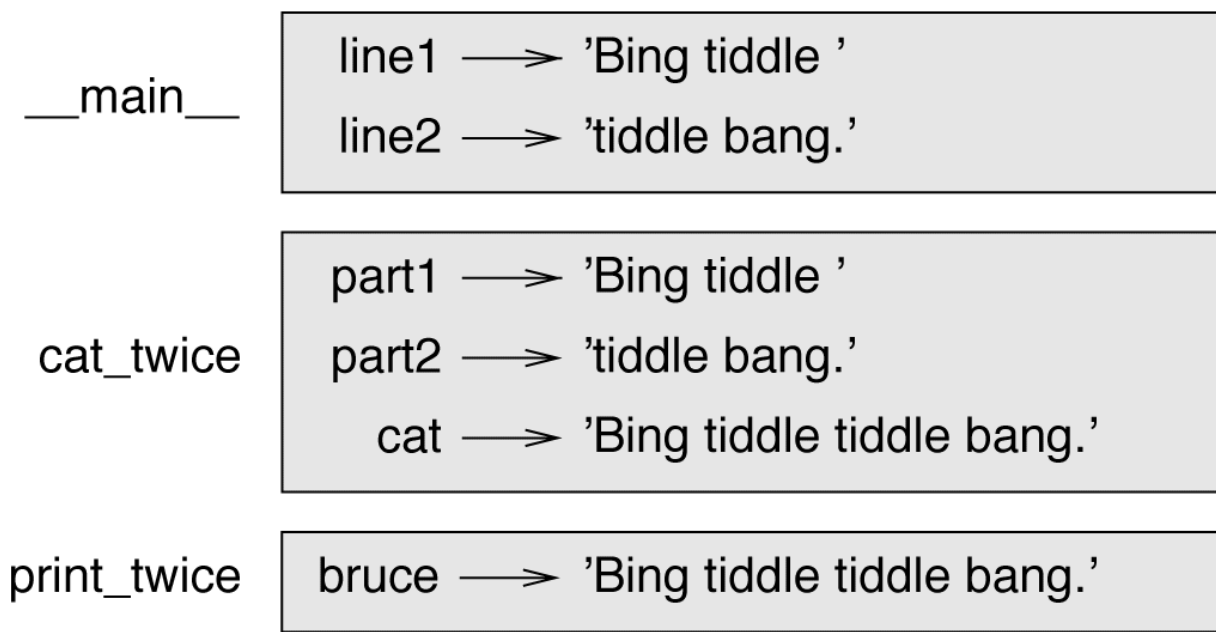 __main__
line1 ’Bing tiddle ’
line2 ’tiddle bang.’
cat_twice
part1 ’Bing tiddle ’
part2 ’tiddle bang.’
cat ’Bing tiddle tiddle bang.’
print_twice
bruce ’Bing tiddle tiddle bang.’